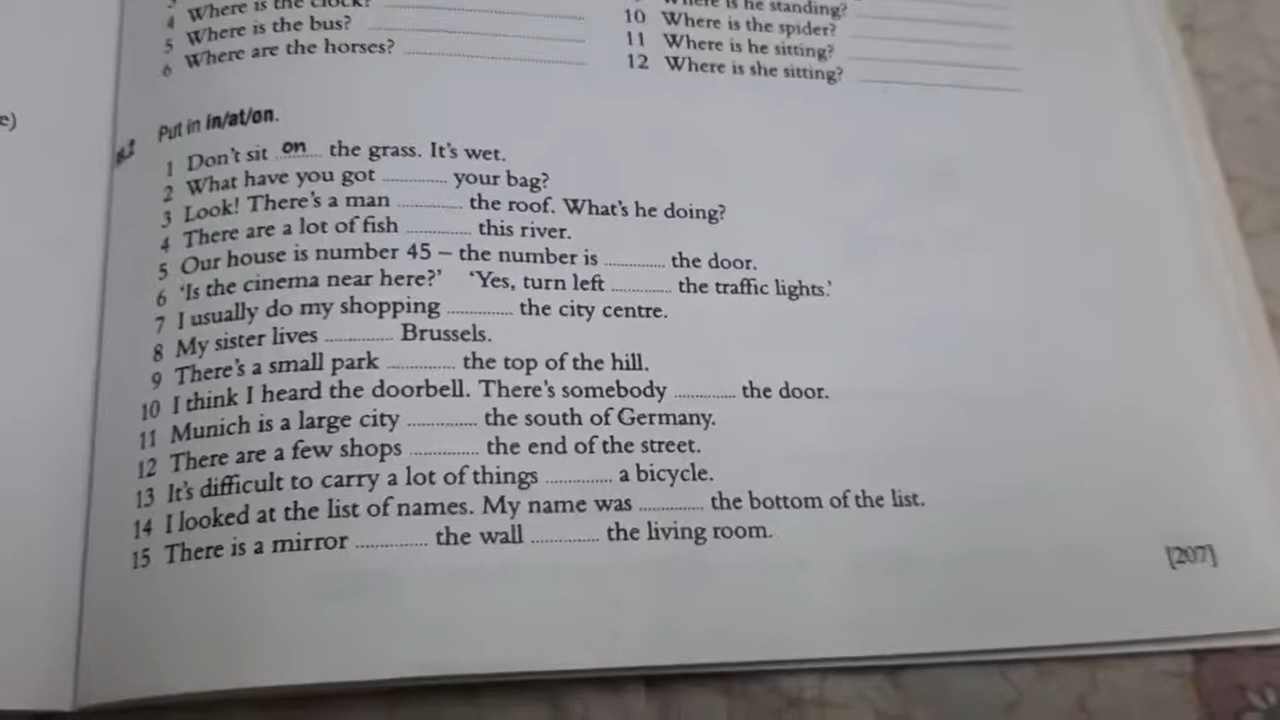 4 Where is the clock?
5 Where is the bus?
6 Where are the horses?
Where is he standing?
10 Where is the spider?
11 Where is he sitting?
12 Where is she sitting?
e)
Put in in/at/on.
1 Don't sit on the grass. It's wet.
2 What have you got ............ your bag?
3 Look! There's a man ............ the roof. What's he doing?
4 There are a lot of fish ............ this river.
5 Our house is number 45 – the number is ............ the door.
6 'Is the cinema near here?' 'Yes, turn left ............ the traffic lights.'
7 I usually do my shopping ............ the city centre.
8 My sister lives ............ Brussels.
9 There's a small park ............ the top of the hill.
10 I think I heard the doorbell. There's somebody ............ the door.
11 Munich is a large city ............ the south of Germany.
12 There are a few shops ............ the end of the street.
13 It's difficult to carry a lot of things ............ a bicycle.
14 I looked at the list of names. My name was ............ the bottom of the list.
15 There is a mirror ............ the wall ............ the living room.
[207]